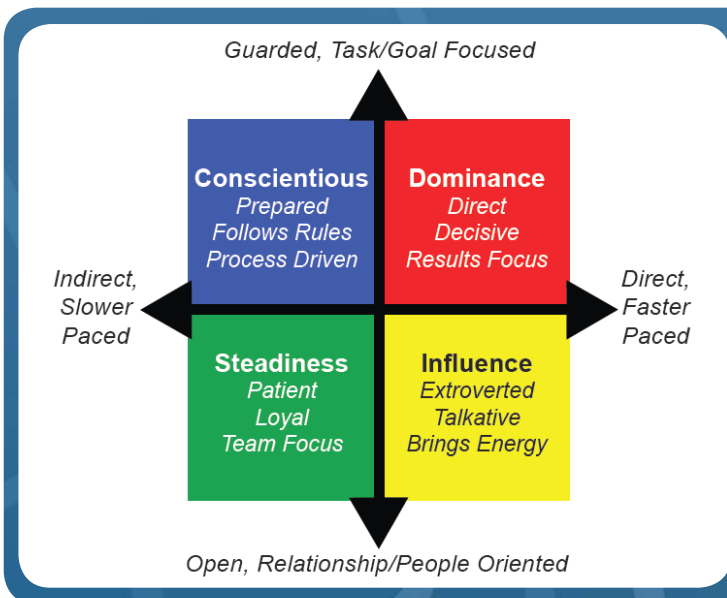 Guarded, Task/Goal Focused
Conscientious
Prepared
Follows Rules
Process Driven
Dominance
Direct
Decisive
Results Focus
Indirect,
Slower
Paced
Direct,
Faster
Paced
Steadiness
Patient
Loyal
Team Focus
Influence
Extroverted
Talkative
Brings Energy
Open, Relationship/People Oriented